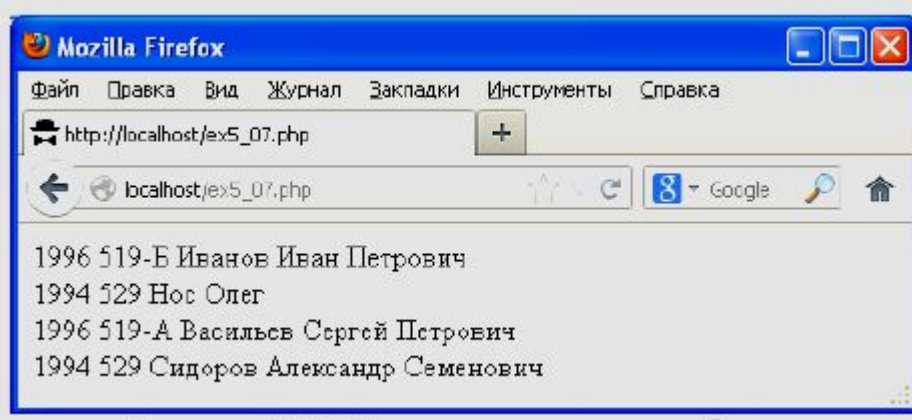 Mozilla Firefox
Файл Правка Вид Журнал Закладки Инструменты Справка
http://localhost/ex5_07.php +
localhost/ex5_07.php Google
1996 519-Б Иванов Иван Петрович
1994 529 Нос Олег
1996 519-А Васильев Сергей Петрович
1994 529 Сидоров Александр Семенович